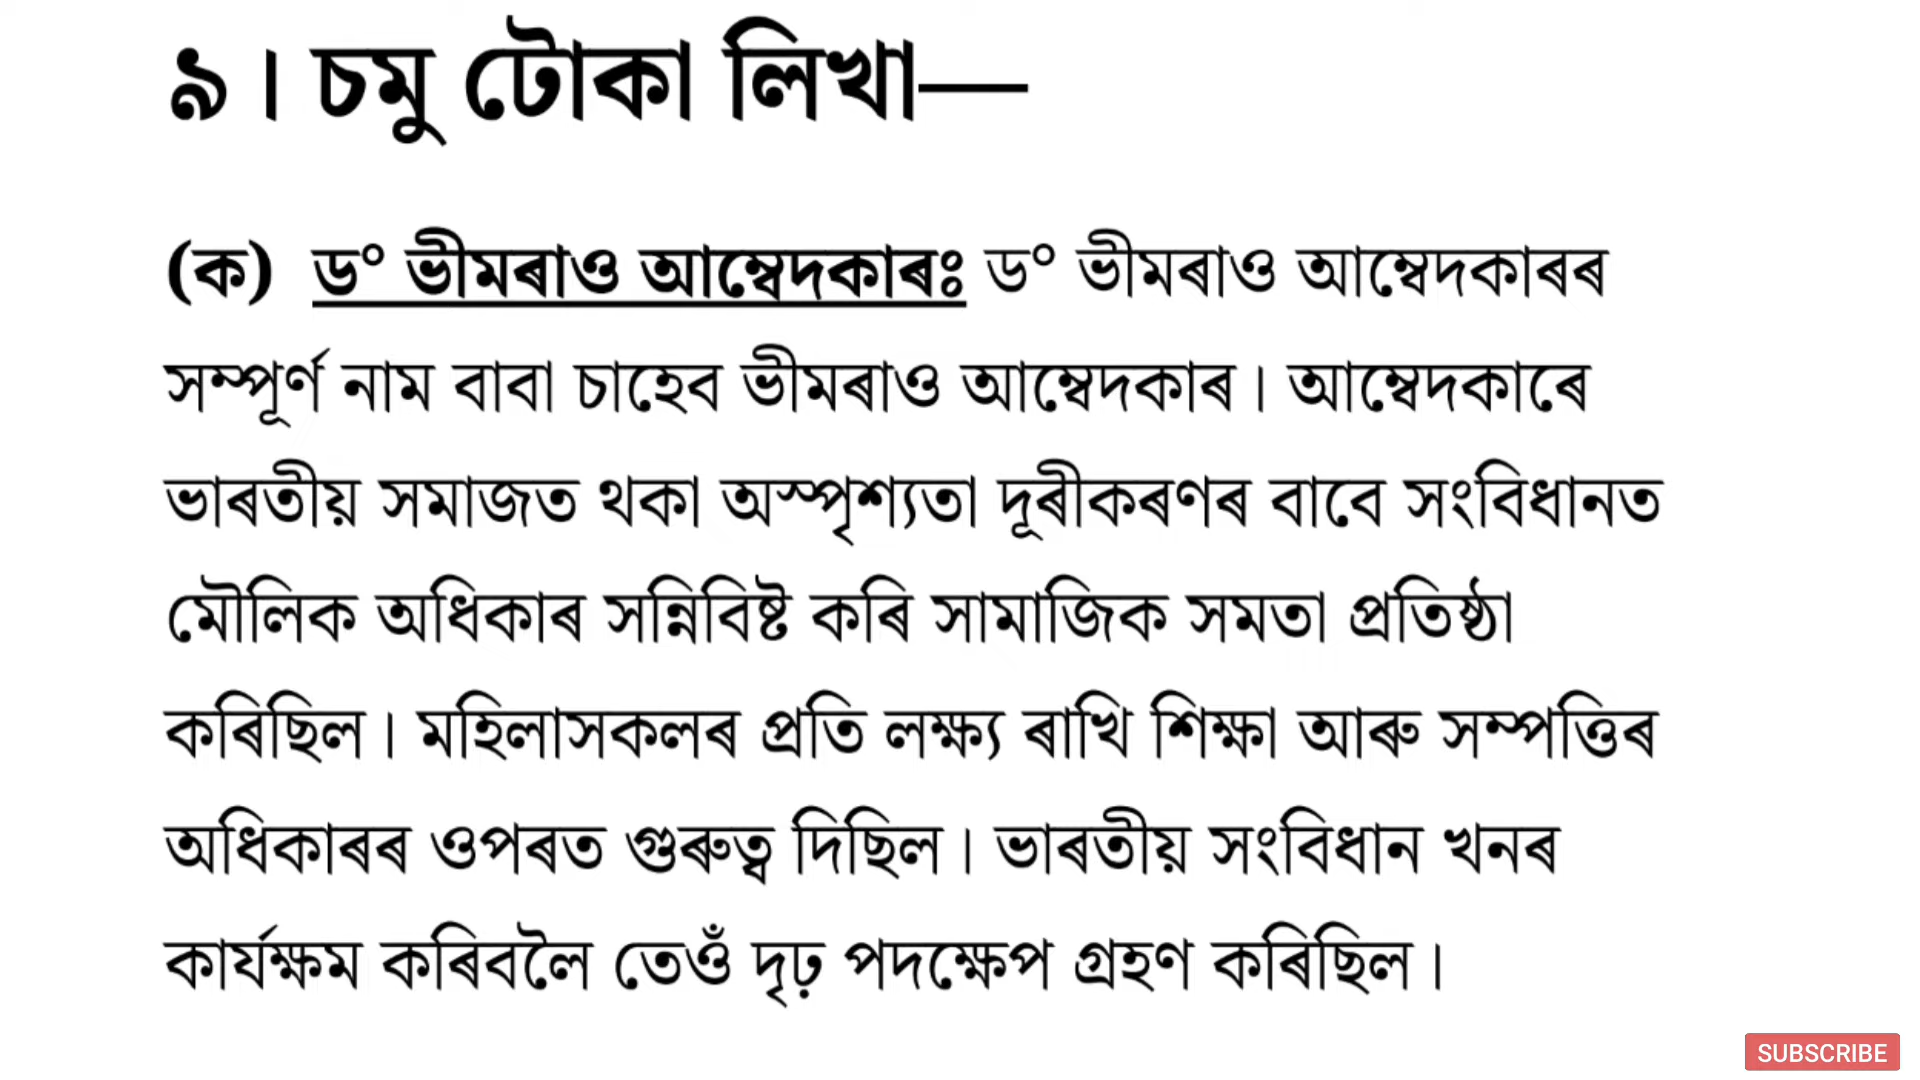 ৯। চমু টোকা লিখা—
(ক) ড° ভীমৰাও আম্বেদকাৰঃ ড° ভীমৰাও আম্বেদকাৰৰ
সম্পূৰ্ণ নাম বাবা চাহেব ভীমৰাও আম্বেদকাৰ। আম্বেদকাৰে
ভাৰতীয় সমাজত থকা অস্পৃশ্যতা দূৰীকৰণৰ বাবে সংবিধানত
মৌলিক অধিকাৰ সন্নিবিষ্ট কৰি সামাজিক সমতা প্ৰতিষ্ঠা
কৰিছিল। মহিলাসকলৰ প্ৰতি লক্ষ্য ৰাখি শিক্ষা আৰু সম্পত্তিৰ
অধিকাৰৰ ওপৰত গুৰুত্ব দিছিল। ভাৰতীয় সংবিধান খনৰ
কাৰ্যক্ষম কৰিবলৈ তেওঁ দৃঢ় পদক্ষেপ গ্ৰহণ কৰিছিল।
SUBSCRIBE